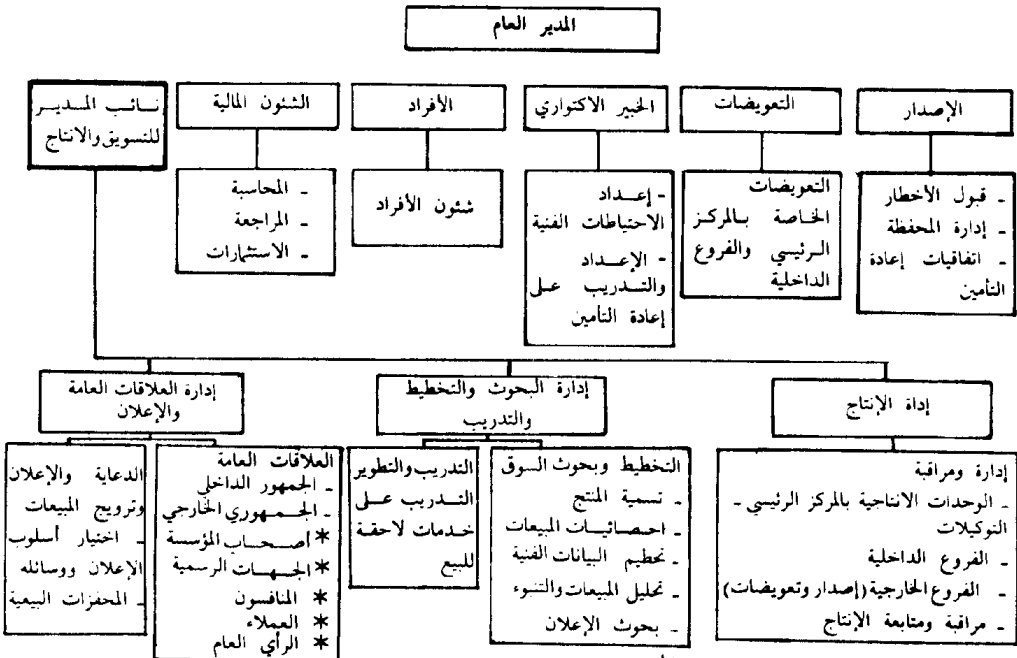 المدير العام
الإصدار
التعويضات
الخبير الاكتواري
الأفراد
الشئون المالية
نائب المدير
للتسويق والانتاج
ـ قبول الأخطار
ـ إدارة المحفظة
ـ اتفاقيات إعادة
التأمين
التعويضات
الخاصة بالمركز
الرئيسي والفروع
الداخلية
ـ إعداد
الاحتياطات الفنية
ـ الإعداد
والتدريب على
إعادة التأمين
شئون الأفراد
ـ المحاسبة
ـ المراجعة
ـ الاستثمارات
إداة الإنتاج
إدارة البحوث والتخطيط
والتدريب
إدارة العلاقات العامة
والإعلان
إدارة ومراقبة
ـ الوحدات الانتاجية بالمركز الرئيسي ـ
التوكيلات
ـ الفروع الداخلية
ـ الفروع الخارجية (إصدار وتعويضات)
ـ مراقبة ومتابعة الإنتاج
التخطيط وبحوث السوق
ـ تسمية المنتج
ـ احصائيات المبيعات
ـ تحطيم البيانات الفنية
ـ تحليل المبيعات والتنوء
ـ بحوث الإعلان
التدريب والتطوير
التدريب على
خدمات لاحقة
للبيع
العلاقات العامة
ـ الجمهور الداخلي
ـ الجمهوري الخارجي
* أصحاب المؤسسة
* الجهات الرسمية
* المنافسون
* العملاء
* الرأي العام
الدعاية والإعلان
وترويج المبيعات
ـ اختيار أسلوب
الإعلان ووسائله
ـ المحفزات البيعية